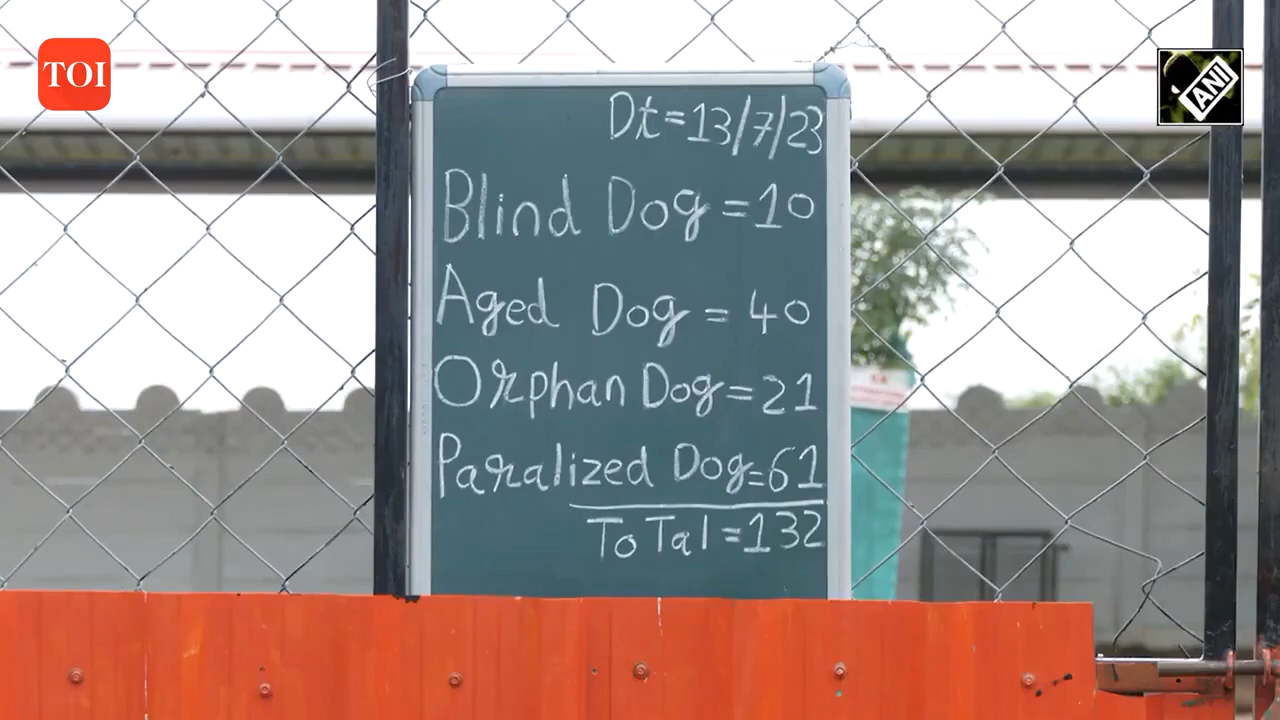 TOI
ANI
Dt=13/7/23
Blind Dog=10
Aged Dog = 40
Orphan Dog=21
Paralized Dog=61
ToTal=132